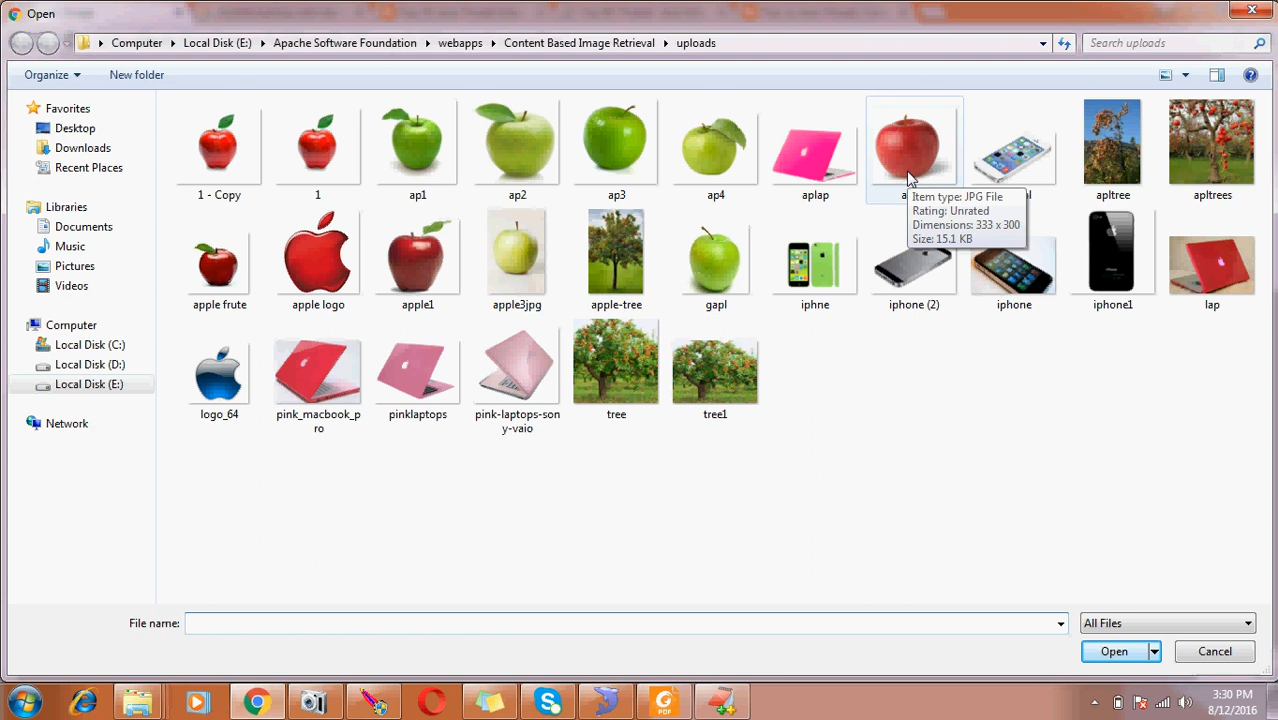 Open
Computer Local Disk (E:) Apache Software Foundation webapps Content Based Image Retrieval uploads Search uploads
Organize New folder
Favorites
Desktop
Downloads
Recent Places
Libraries
Documents
Music
Pictures
Videos
Computer
Local Disk (C:)
Local Disk (D:)
Local Disk (E:)
Network
1 - Copy 1 ap1 ap2 ap3 ap4 aplap apltree apltrees
Item type: JPG File
Rating: Unrated
Dimensions: 333 x 300
Size: 15.1 KB
apple frute apple logo apple1 apple3jpg apple-tree gapl iphne iphone (2) iphone iphone1 lap
logo_64 pink_macbook_p
ro pinklaptops pink-laptops-son
y-vaio tree tree1
File name: All Files
Open Cancel
PDF
3:30 PM
8/12/2016